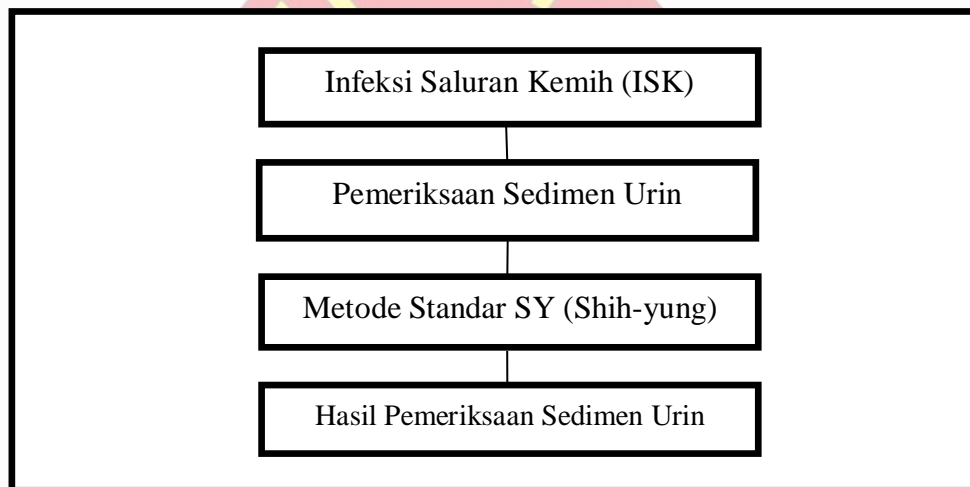 Infeksi Saluran Kemih (ISK)
Pemeriksaan Sedimen Urin
Metode Standar SY (Shih-yung)
Hasil Pemeriksaan Sedimen Urin